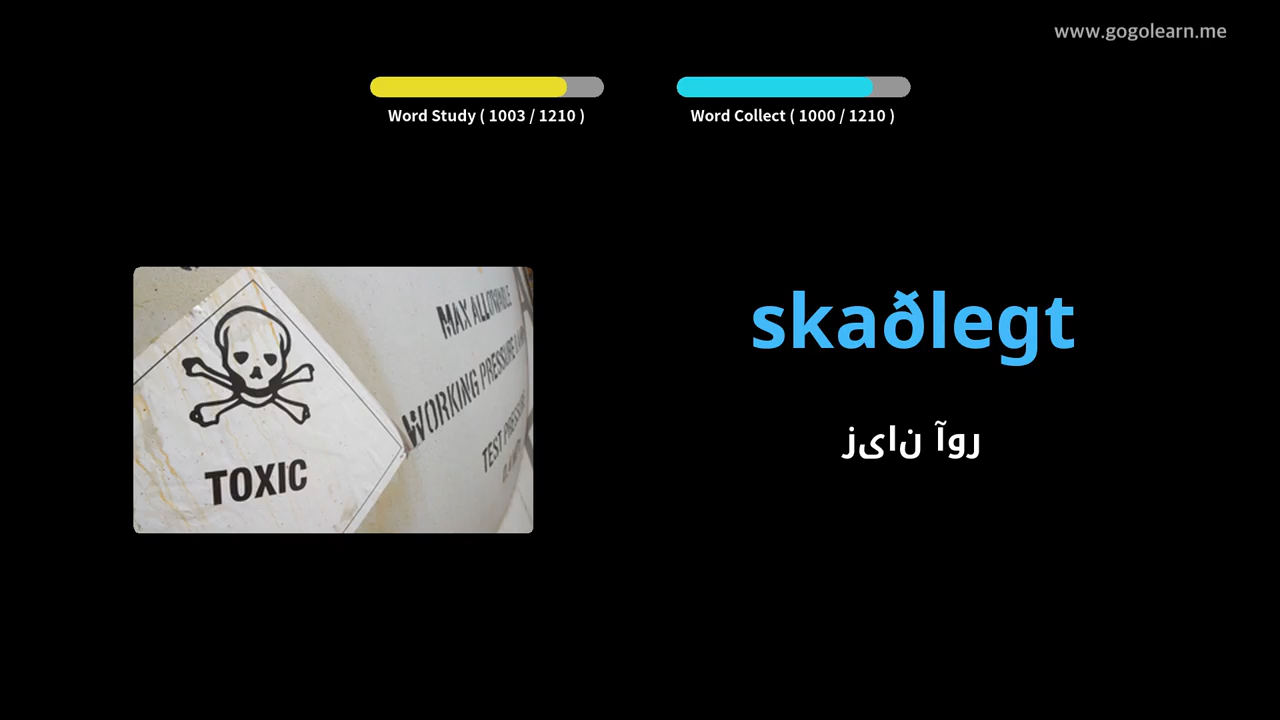 www.gogolearn.me
Word Study ( 1003 / 1210 )
Word Collect ( 1000 / 1210 )
MAX ALLOWABLE
WORKING PRESSURE
TEST
TOXIC
skaðlegt
زیان آور